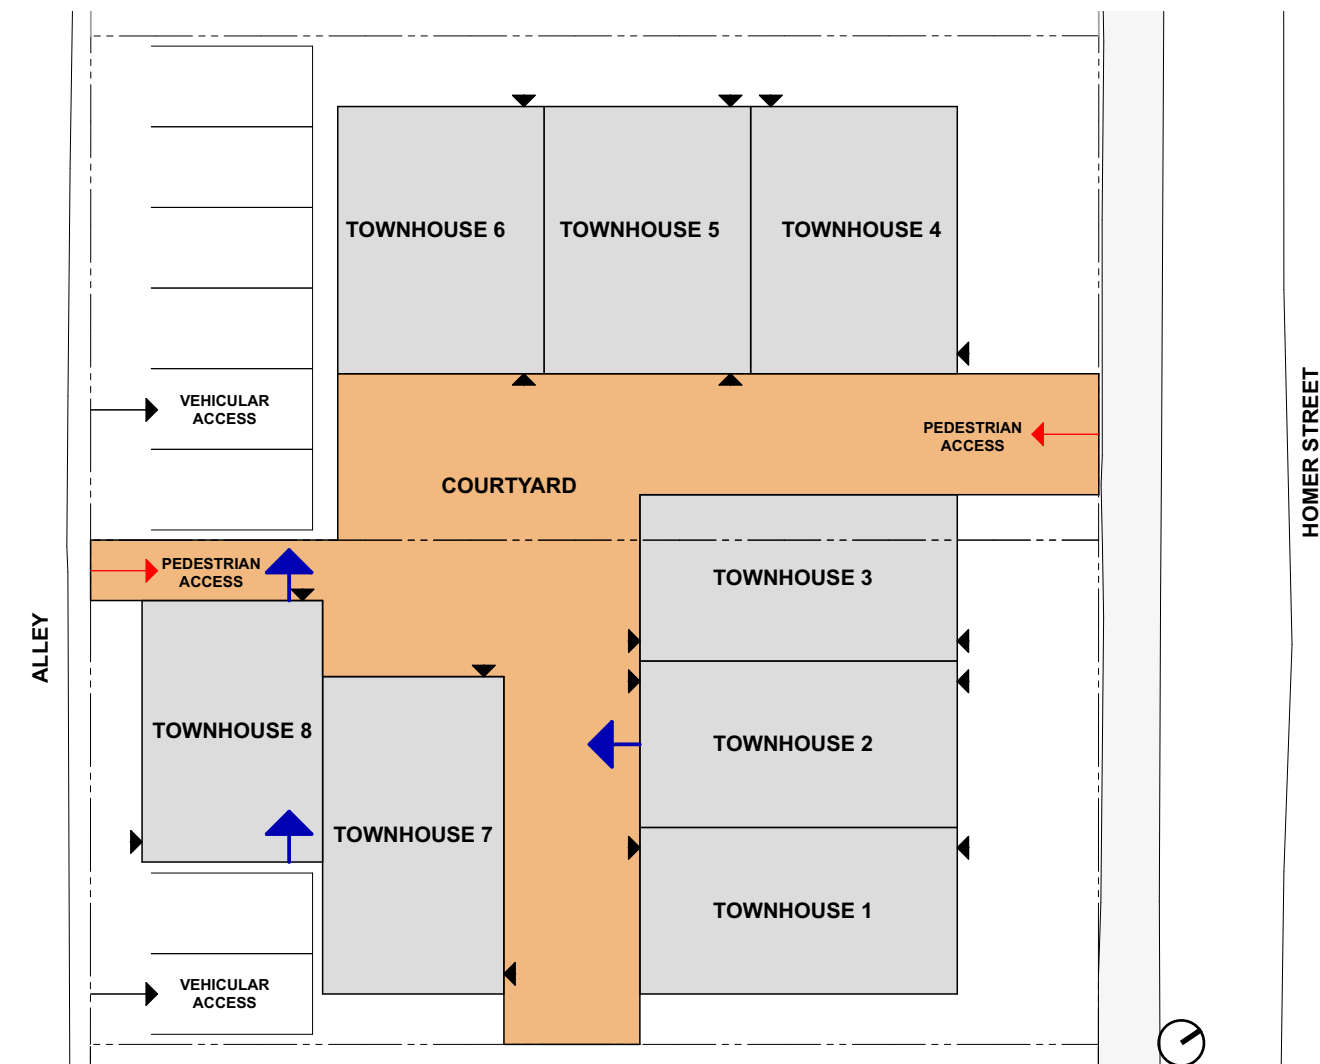 TOWNHOUSE 6
TOWNHOUSE 5
TOWNHOUSE 4
VEHICULAR
ACCESS
PEDESTRIAN
ACCESS
COURTYARD
HOMER STREET
PEDESTRIAN
ACCESS
TOWNHOUSE 3
ALLEY
TOWNHOUSE 8
TOWNHOUSE 2
TOWNHOUSE 7
TOWNHOUSE 1
VEHICULAR
ACCESS